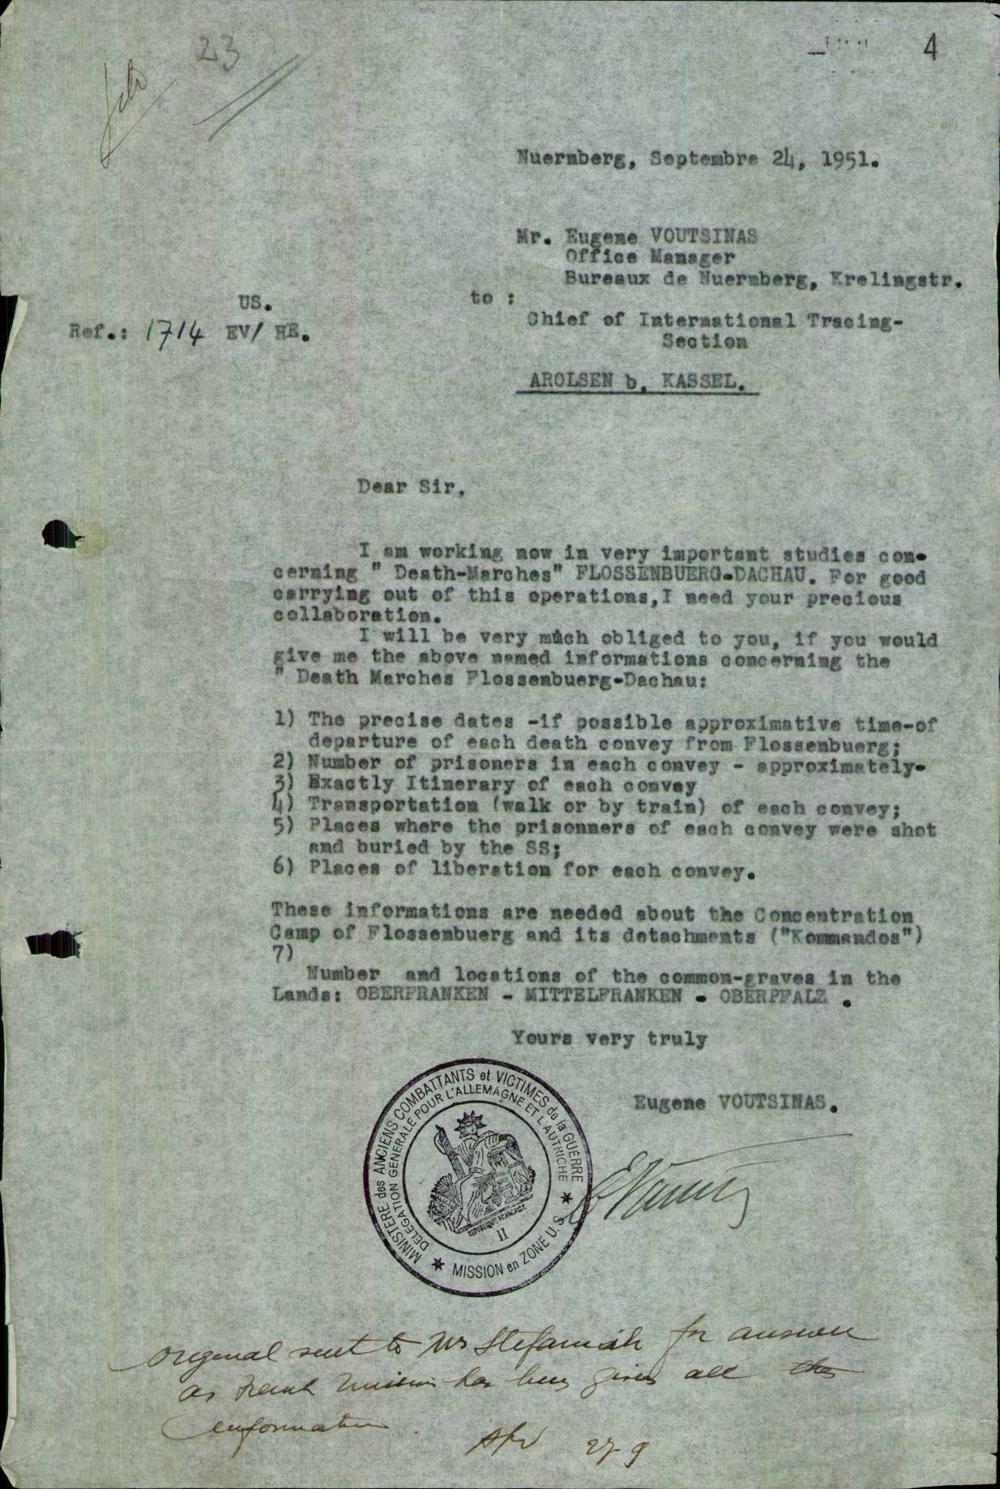 23
4
Nuernberg, Septembre 24, 1951.
Mr. Eugene VOUTSINAS
Office Manager
Bureaux de Nuernberg, Krelingstr.
to :
US.
Ref.: 1714 EV/ HE.
Chief of International Tracing-
Section
AROLSEN b. KASSEL.
Dear Sir,
I am working now in very important studies con-
cerning " Death-Marches" FLOSSENBUERG-DACHAU. For good
carrying out of this operations,I need your precious
collaboration.
I will be very much obliged to you, if you would
give me the above named informations concerning the
" Death Marches Flossenbuerg-Dachau:
1) The precise dates -if possible approximative time-of
departure of each death convey from Flossenbuerg;
2) Number of prisoners in each convey - approximately-
3) Exactly Itinerary of each convey
4) Transportation (walk or by train) of each convey;
5) Places where the prisonners of each convey were shot
and buried by the SS;
6) Places of liberation for each convey.
These informations are needed about the Concentration
Camp of Flossenbuerg and its detachments ("Kommandos")
7)
Number and locations of the common-graves in the
Lands: OBERFRANKEN - MITTELFRANKEN - OBERPFALZ .
Yours very truly
Eugene VOUTSINAS.
MINISTERE des ANCIENS COMBATTANTS et VICTIMES de la GUERRE
DELEGATION GENERALE POUR L'ALLEMAGNE ET L'AUTRICHE
REPUBLIQUE FRANCAISE
II
★ MISSION en ZONE U.S. ★
original sent to Mr Stefaniak for answer
as French Mission has been given all this
information
27 9